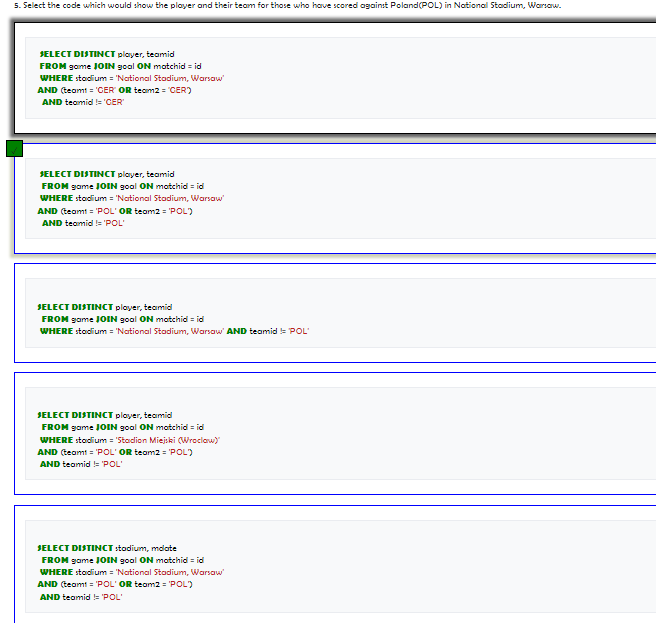 5. Select the code which would show the player and their team for those who have scored against Poland(POL) in National Stadium, Warsaw.
SELECT DISTINCT player, teamid
FROM game JOIN goal ON matchid = id
WHERE stadium = 'National Stadium, Warsaw'
AND (team1 = 'GER' OR team2 = 'GER')
AND teamid != 'GER'
SELECT DISTINCT player, teamid
FROM game JOIN goal ON matchid = id
WHERE stadium = 'National Stadium, Warsaw'
AND (team1 = 'POL' OR team2 = 'POL')
AND teamid != 'POL'
SELECT DISTINCT player, teamid
FROM game JOIN goal ON matchid = id
WHERE stadium = 'National Stadium, Warsaw' AND teamid != 'POL'
SELECT DISTINCT player, teamid
FROM game JOIN goal ON matchid = id
WHERE stadium = 'Stadion Miejski (Wroclaw)'
AND (team1 = 'POL' OR team2 = 'POL')
AND teamid != 'POL'
SELECT DISTINCT stadium, mdate
FROM game JOIN goal ON matchid = id
WHERE stadium = 'National Stadium, Warsaw'
AND (team1 = 'POL' OR team2 = 'POL')
AND teamid != 'POL'